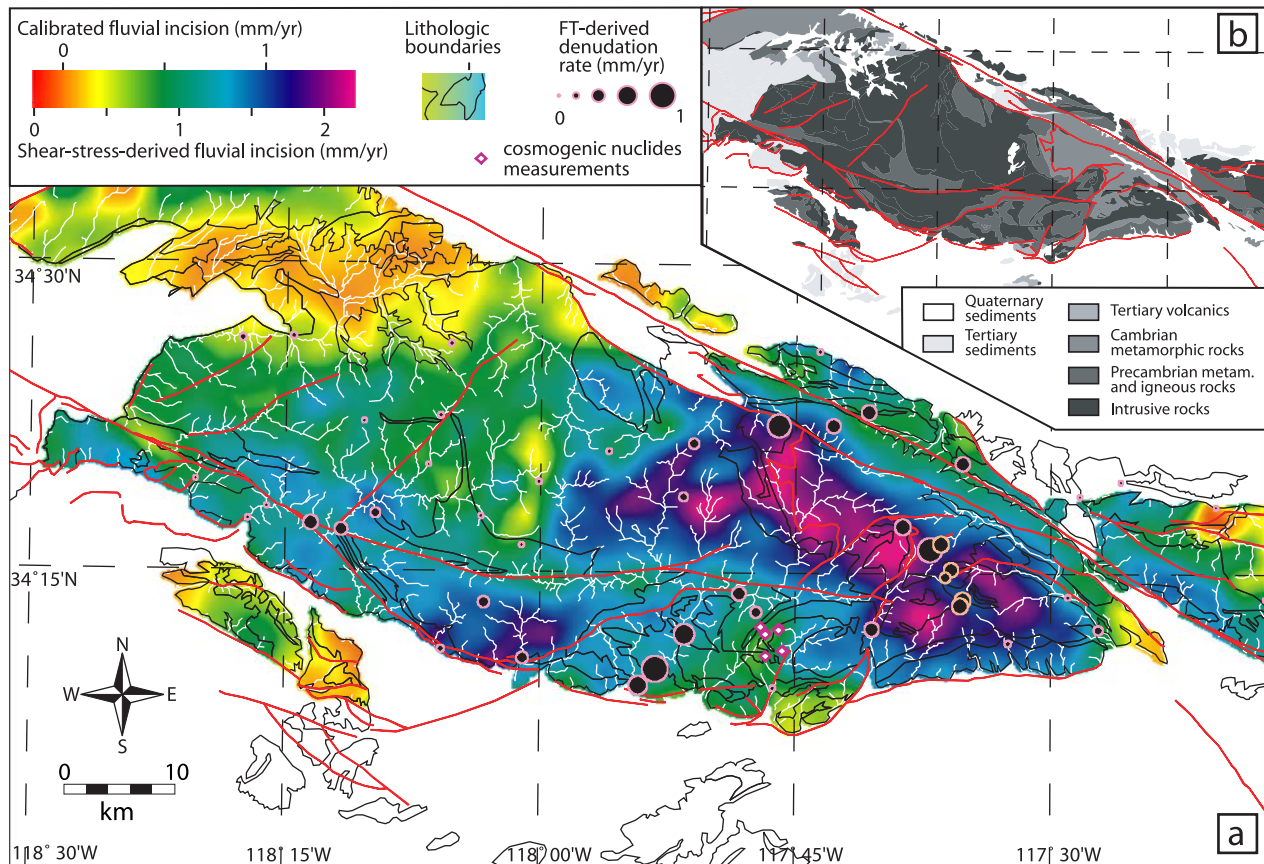 Calibrated fluvial incision (mm/yr)
0 1
0 1 2
Shear-stress-derived fluvial incision (mm/yr)
Lithologic
boundaries
FT-derived
denudation
rate (mm/yr)
0 1
cosmogenic nuclides
measurements
b
Quaternary
sediments
Tertiary
sediments
Tertiary volcanics
Cambrian
metamorphic rocks
Precambrian metam.
and igneous rocks
Intrusive rocks
34°30'N
34°15'N
N
W E
S
0 10
km
a
118°30'W 118°15'W 118°00'W 117°45'W 117°30'W